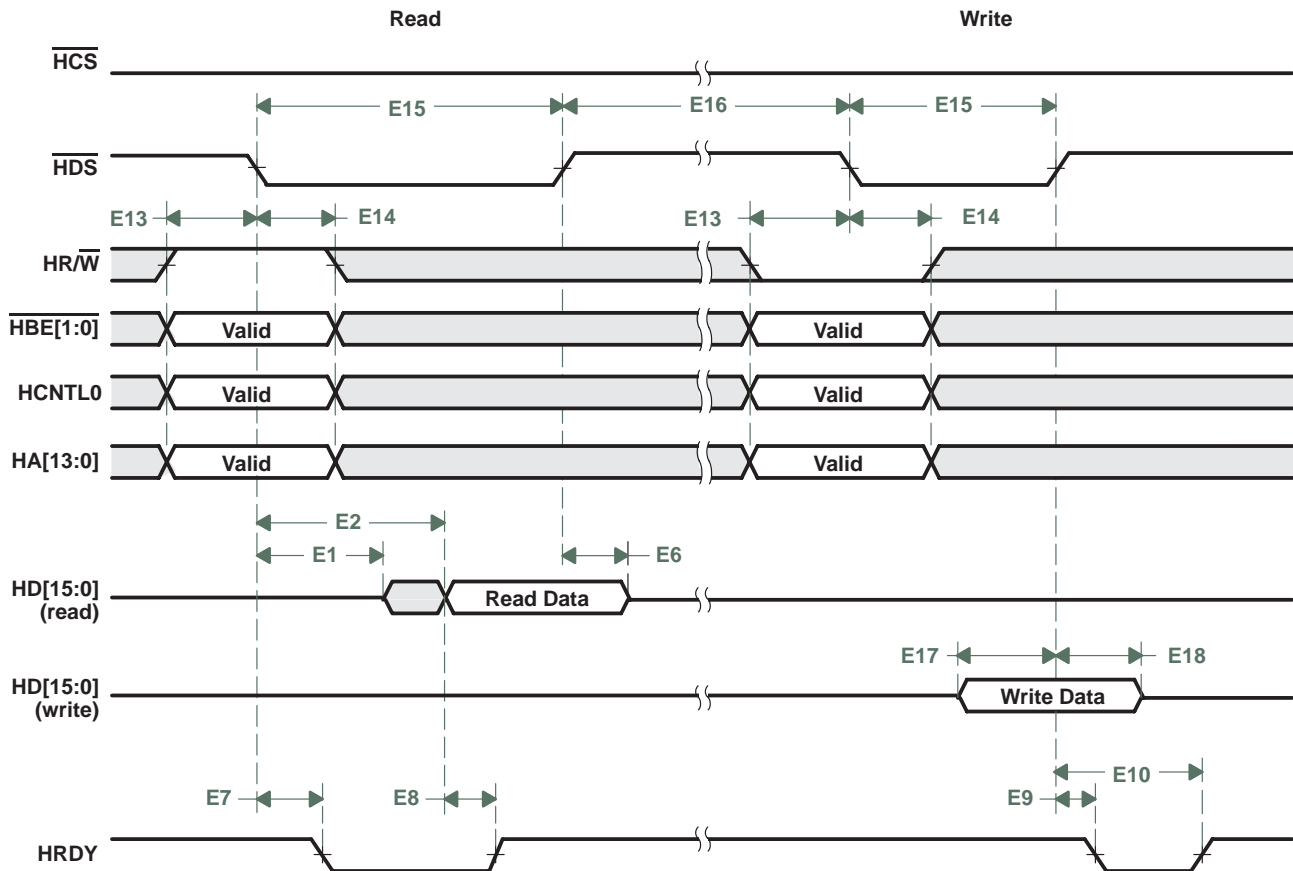 Read Write
HCS
E15 E16 E15
HDS
E13 E14 E13 E14
HR/W
HBE[1:0] Valid Valid
HCNTL0 Valid Valid
HA[13:0] Valid Valid
E2
E1 E6
HD[15:0] Read Data
(read)
E17 E18
HD[15:0] Write Data
(write)
E10
E7 E8 E9
HRDY